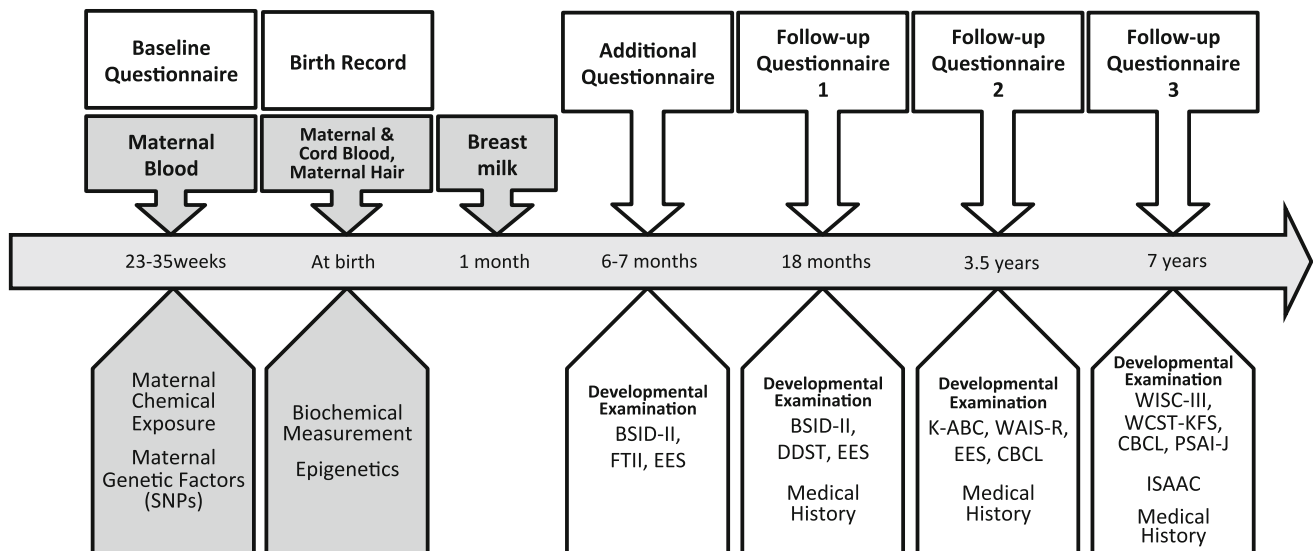 Baseline
Questionnaire
Birth Record
Additional
Questionnaire
Follow-up
Questionnaire
1
Follow-up
Questionnaire
2
Follow-up
Questionnaire
3
Maternal
Blood
Maternal &
Cord Blood,
Maternal Hair
Breast
milk
23-35weeks
At birth
1 month
6-7 months
18 months
3.5 years
7 years
Maternal
Chemical
Exposure
Maternal
Genetic Factors
(SNPs)
Biochemical
Measurement
Epigenetics
Developmental
Examination
BSID-II,
FTII, EES
Developmental
Examination
BSID-II,
DDST, EES
Medical
History
Developmental
Examination
K-ABC, WAIS-R,
EES, CBCL
Medical
History
Developmental
Examination
WISC-III,
WCST-KFS,
CBCL, PSAI-J
ISAAC
Medical
History